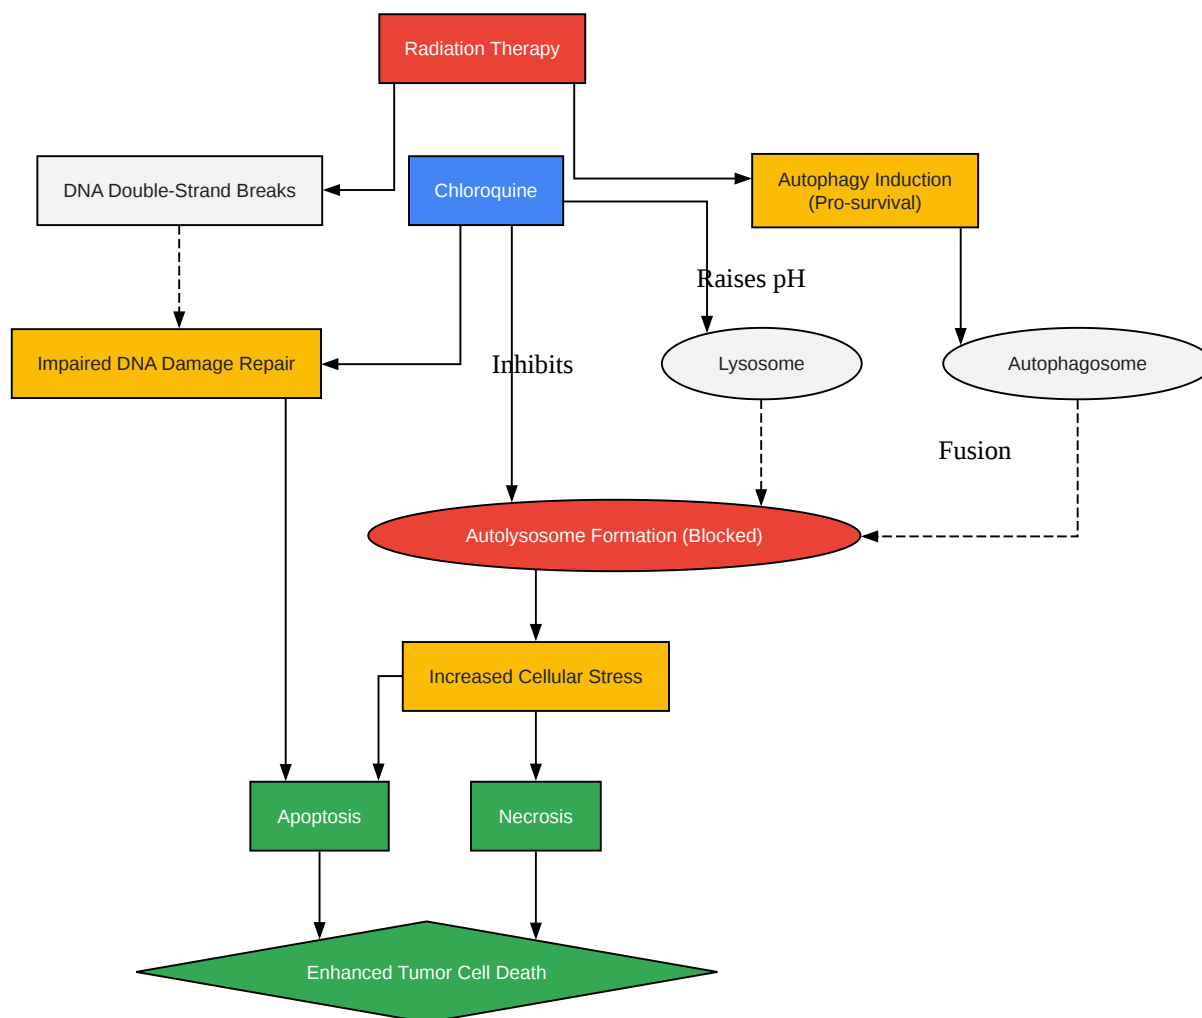 Radiation Therapy
DNA Double-Strand Breaks
Chloroquine
Autophagy Induction
(Pro-survival)
Raises pH
Impaired DNA Damage Repair
Inhibits
Lysosome
Autophagosome
Fusion
Autolysosome Formation (Blocked)
Increased Cellular Stress
Apoptosis
Necrosis
Enhanced Tumor Cell Death